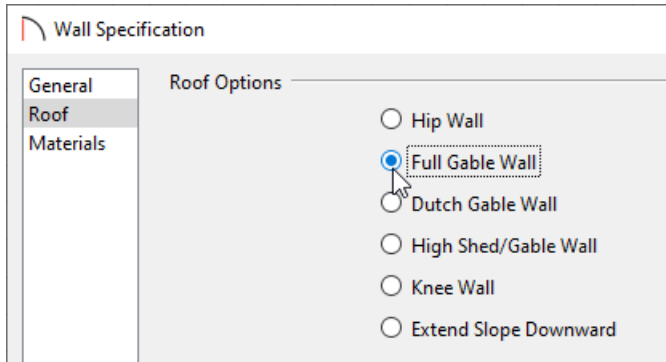 Wall Specification
General
Roof
Materials
Roof Options
Hip Wall
Full Gable Wall
Dutch Gable Wall
High Shed/Gable Wall
Knee Wall
Extend Slope Downward